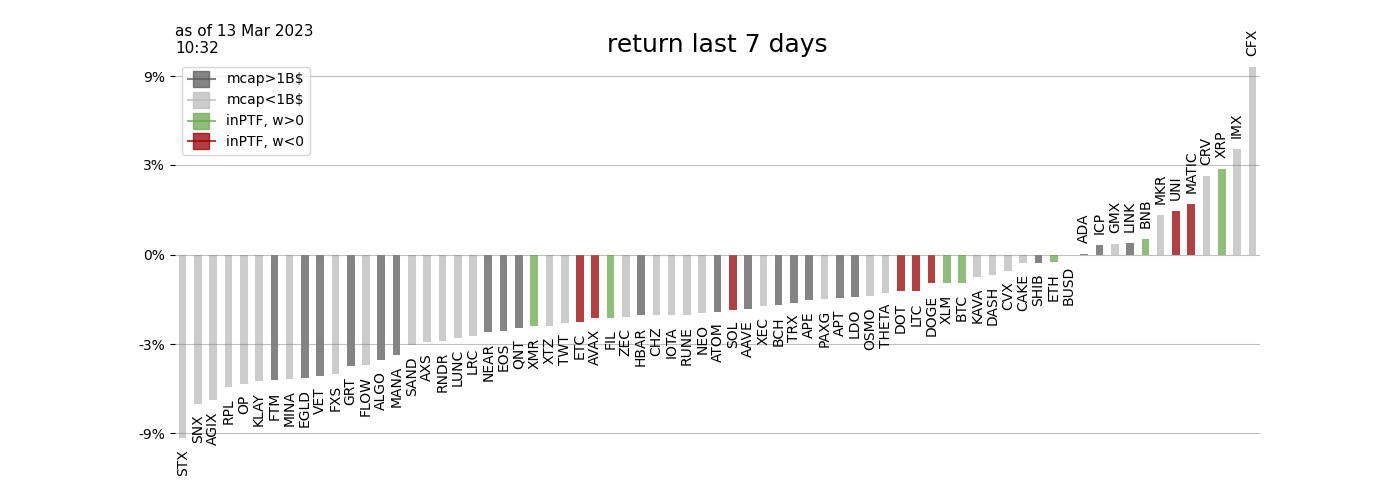 as of 13 Mar 2023
10:32
return last 7 days
mcap>1B$
mcap<1B$
inPTF, w>0
inPTF, w<0
9%
3%
0%
-3%
-9%
STX
SNX
AGIX
RPL
OP
KLAY
FTM
MINA
EGLD
VET
FXS
GRT
FLOW
ALGO
MANA
SAND
AXS
RNDR
LUNC
LRC
NEAR
EOS
QNT
XMR
XTZ
TWT
ETC
AVAX
FIL
ZEC
HBAR
CHZ
IOTA
RUNE
NEO
ATOM
SOL
AAVE
XEC
BCH
TRX
APE
PAXG
APT
LDO
OSMO
THETA
DOT
LTC
DOGE
XLM
BTC
KAVA
DASH
CVX
CAKE
SHIB
ETH
BUSD
ADA
ICP
GMX
LINK
BNB
MKR
UNI
MATIC
CRV
XRP
IMX
CFX